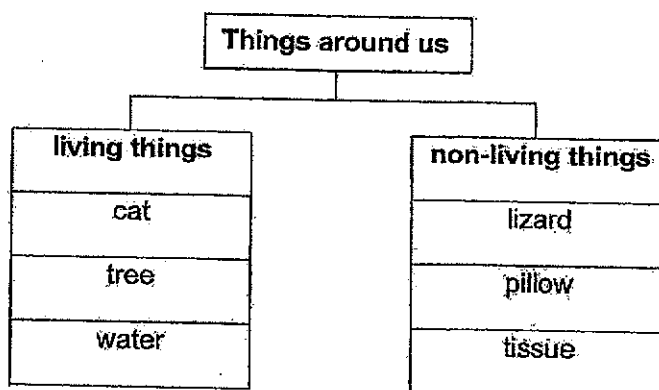 Things around us
living things
cat
tree
water
non-living things
lizard
pillow
tissue